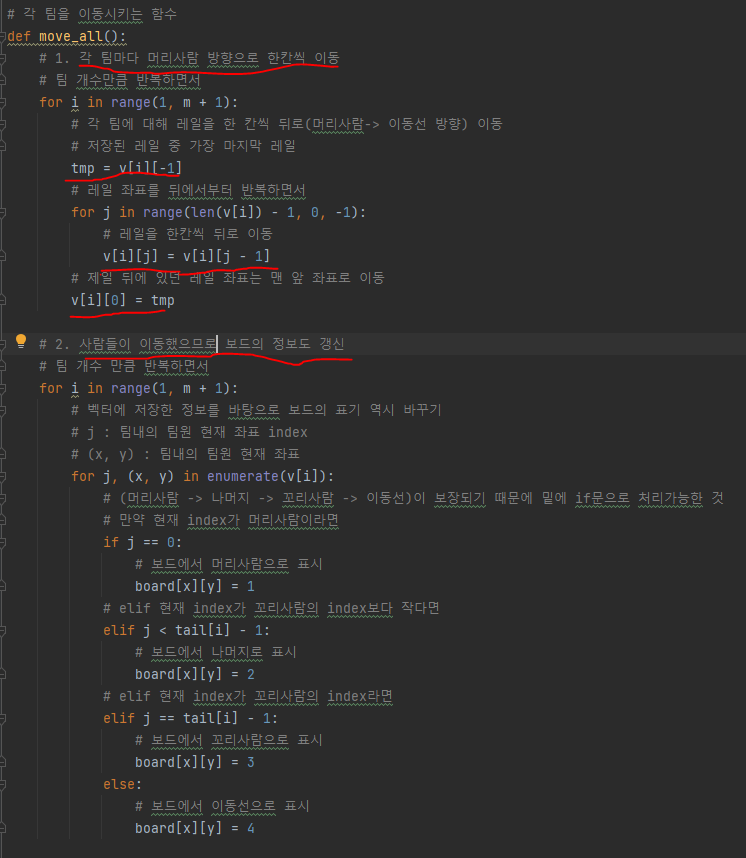 # 각 팀을 이동시키는 함수
def move_all():
# 1. 각 팀마다 머리사람 방향으로 한칸씩 이동
# 팀 개수만큼 반복하면서
for i in range(1, m + 1):
# 각 팀에 대해 레일을 한 칸씩 뒤로(머리사람-> 이동선 방향) 이동
# 저장된 레일 중 가장 마지막 레일
tmp = v[i][-1]
# 레일 좌표를 뒤에서부터 반복하면서
for j in range(len(v[i]) - 1, 0, -1):
# 레일을 한칸씩 뒤로 이동
v[i][j] = v[i][j - 1]
# 제일 뒤에 있던 레일 좌표는 맨 앞 좌표로 이동
v[i][0] = tmp
# 2. 사람들이 이동했으므로 보드의 정보도 갱신
# 팀 개수 만큼 반복하면서
for i in range(1, m + 1):
# 벡터에 저장한 정보를 바탕으로 보드의 표기 역시 바꾸기
# j : 팀내의 팀원 현재 좌표 index
# (x, y) : 팀내의 팀원 현재 좌표
for j, (x, y) in enumerate(v[i]):
# (머리사람 -> 나머지 -> 꼬리사람 -> 이동선)이 보장되기 때문에 밑에 if문으로 처리가능한 것
# 만약 현재 index가 머리사람이라면
if j == 0:
# 보드에서 머리사람으로 표시
board[x][y] = 1
# elif 현재 index가 꼬리사람의 index보다 작다면
elif j < tail[i] - 1:
# 보드에서 나머지로 표시
board[x][y] = 2
# elif 현재 index가 꼬리사람의 index라면
elif j == tail[i] - 1:
# 보드에서 꼬리사람으로 표시
board[x][y] = 3
else:
# 보드에서 이동선으로 표시
board[x][y] = 4